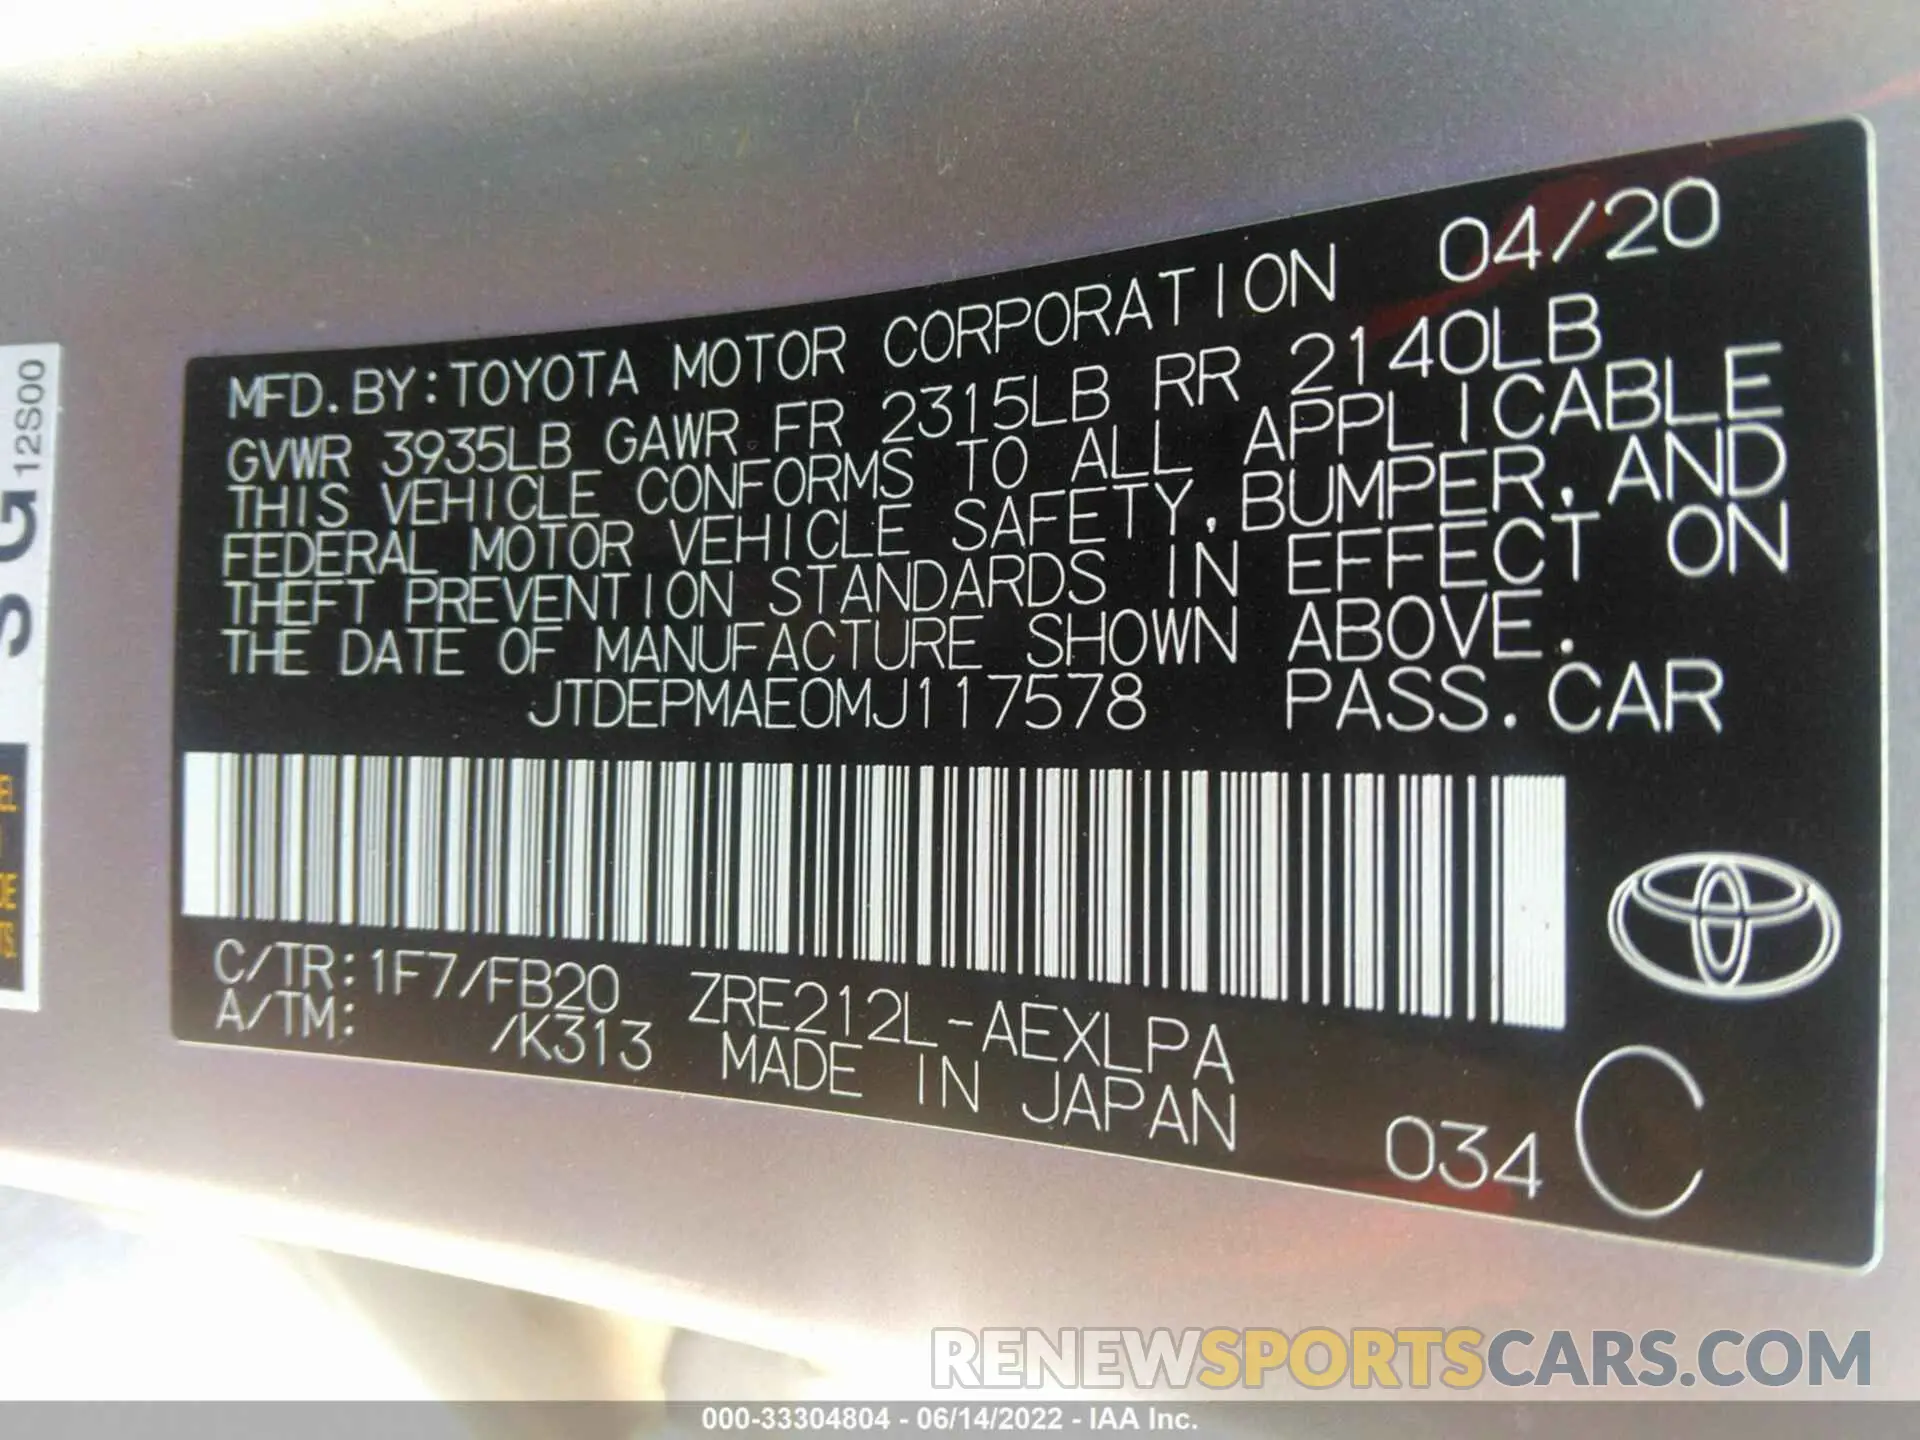 MFD. BY: TOYOTA MOTOR CORPORATION 04/20
GVWR 3935LB GAWR FR 2315LB RR 2140LB
THIS VEHICLE CONFORMS TO ALL APPLICABLE
FEDERAL MOTOR VEHICLE SAFETY, BUMPER, AND
THEFT PREVENTION STANDARDS IN EFFECT ON
THE DATE OF MANUFACTURE SHOWN ABOVE.
JTDEPMAE0MJ117578 PASS. CAR
C/TR: 1F7/FB20 ZRE212L-AEXLPA
A/TM: /K313 MADE IN JAPAN
034 C
12S00
RENEWSPORTSCARS.COM
000-33304804 - 06/14/2022 - IAA Inc.